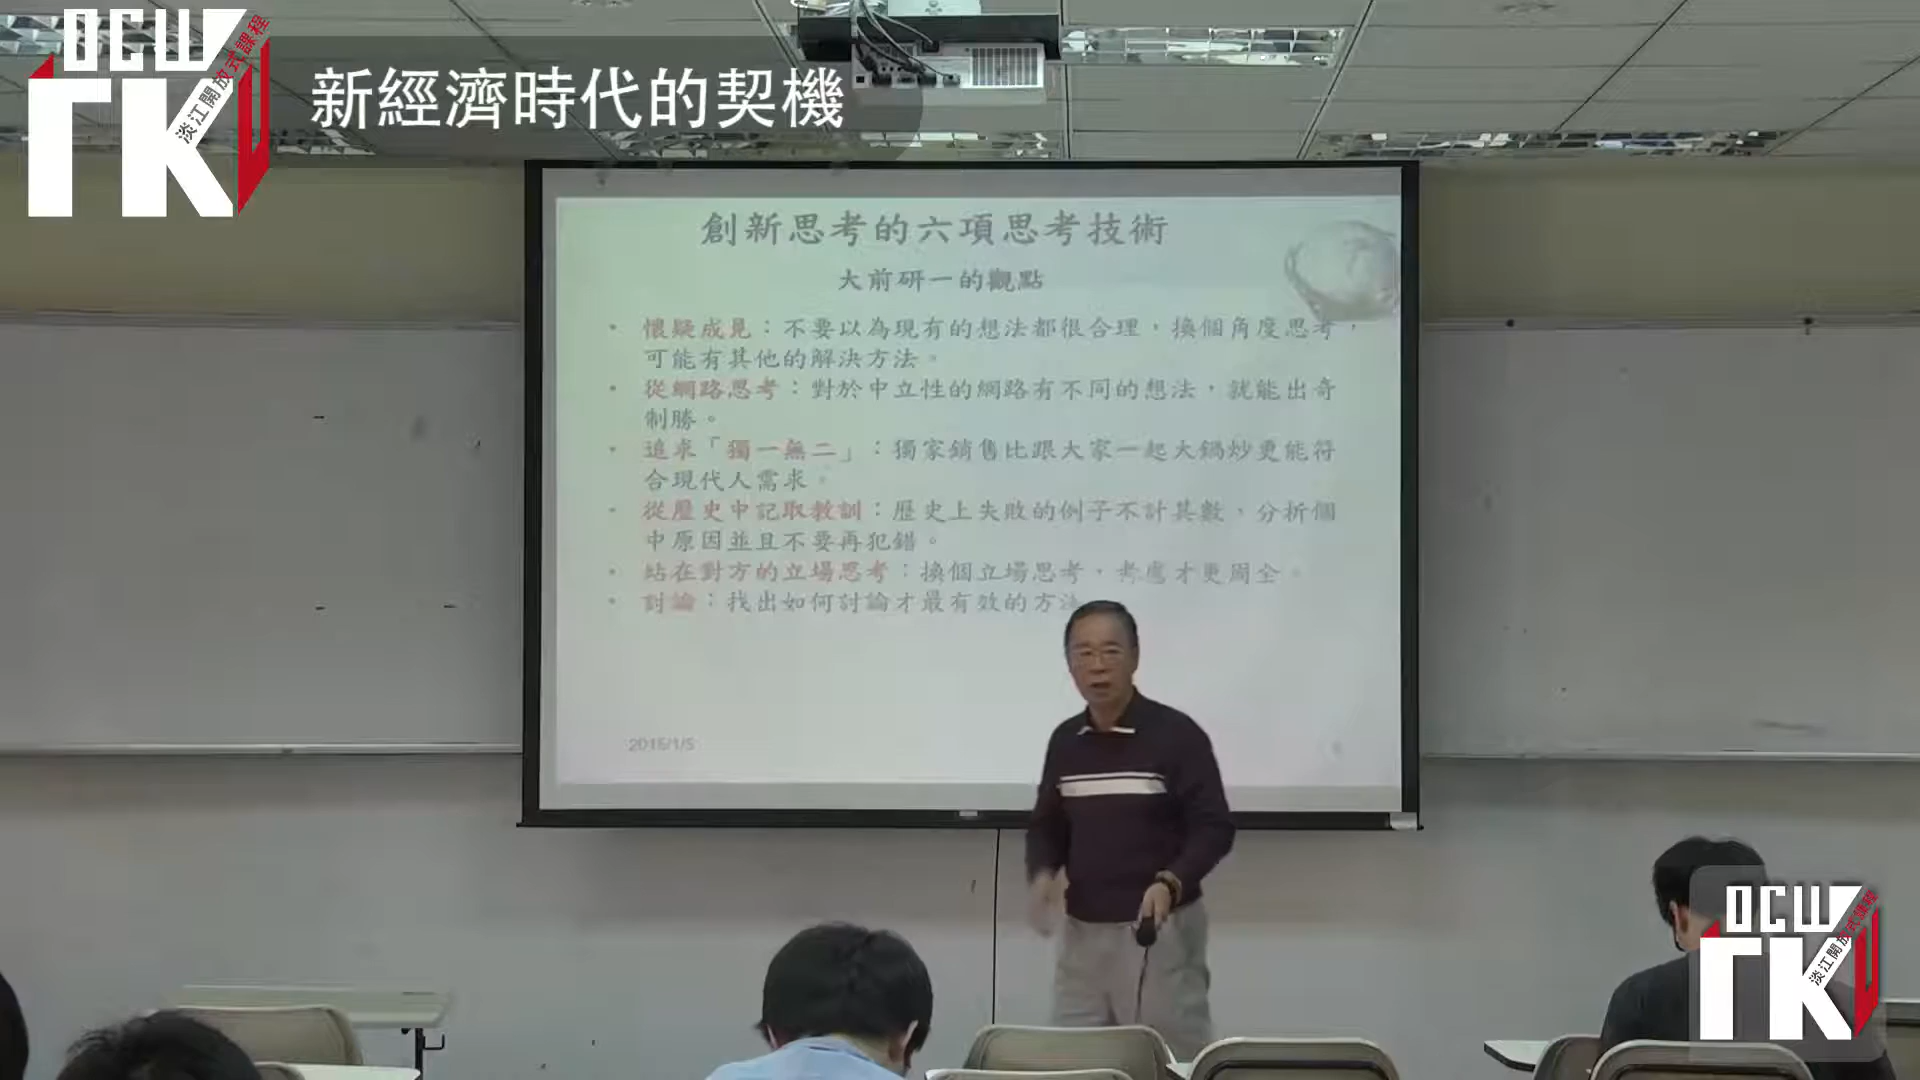 OCW
淡江開放式課程
TKU
新經濟時代的契機
創新思考的六項思考技術
大前研一的觀點
• 懷疑成見：不要以為現有的想法都很合理，換個角度思考，
可能有其他的解決方法。
• 從網路思考：對於中立性的網路有不同的想法，就能出奇
制勝。
• 追求「獨一無二」：獨家銷售比跟大家一起大鍋炒更能符
合現代人需求。
• 從歷史中記取教訓：歷史上失敗的例子不計其數，分析個
中原因並且不要再犯錯。
• 站在對方的立場思考：換個立場思考，考慮才更周全。
• 討論：找出如何討論才最有效的方法
2015/1/5
OCW
淡江開放式課程
TKU